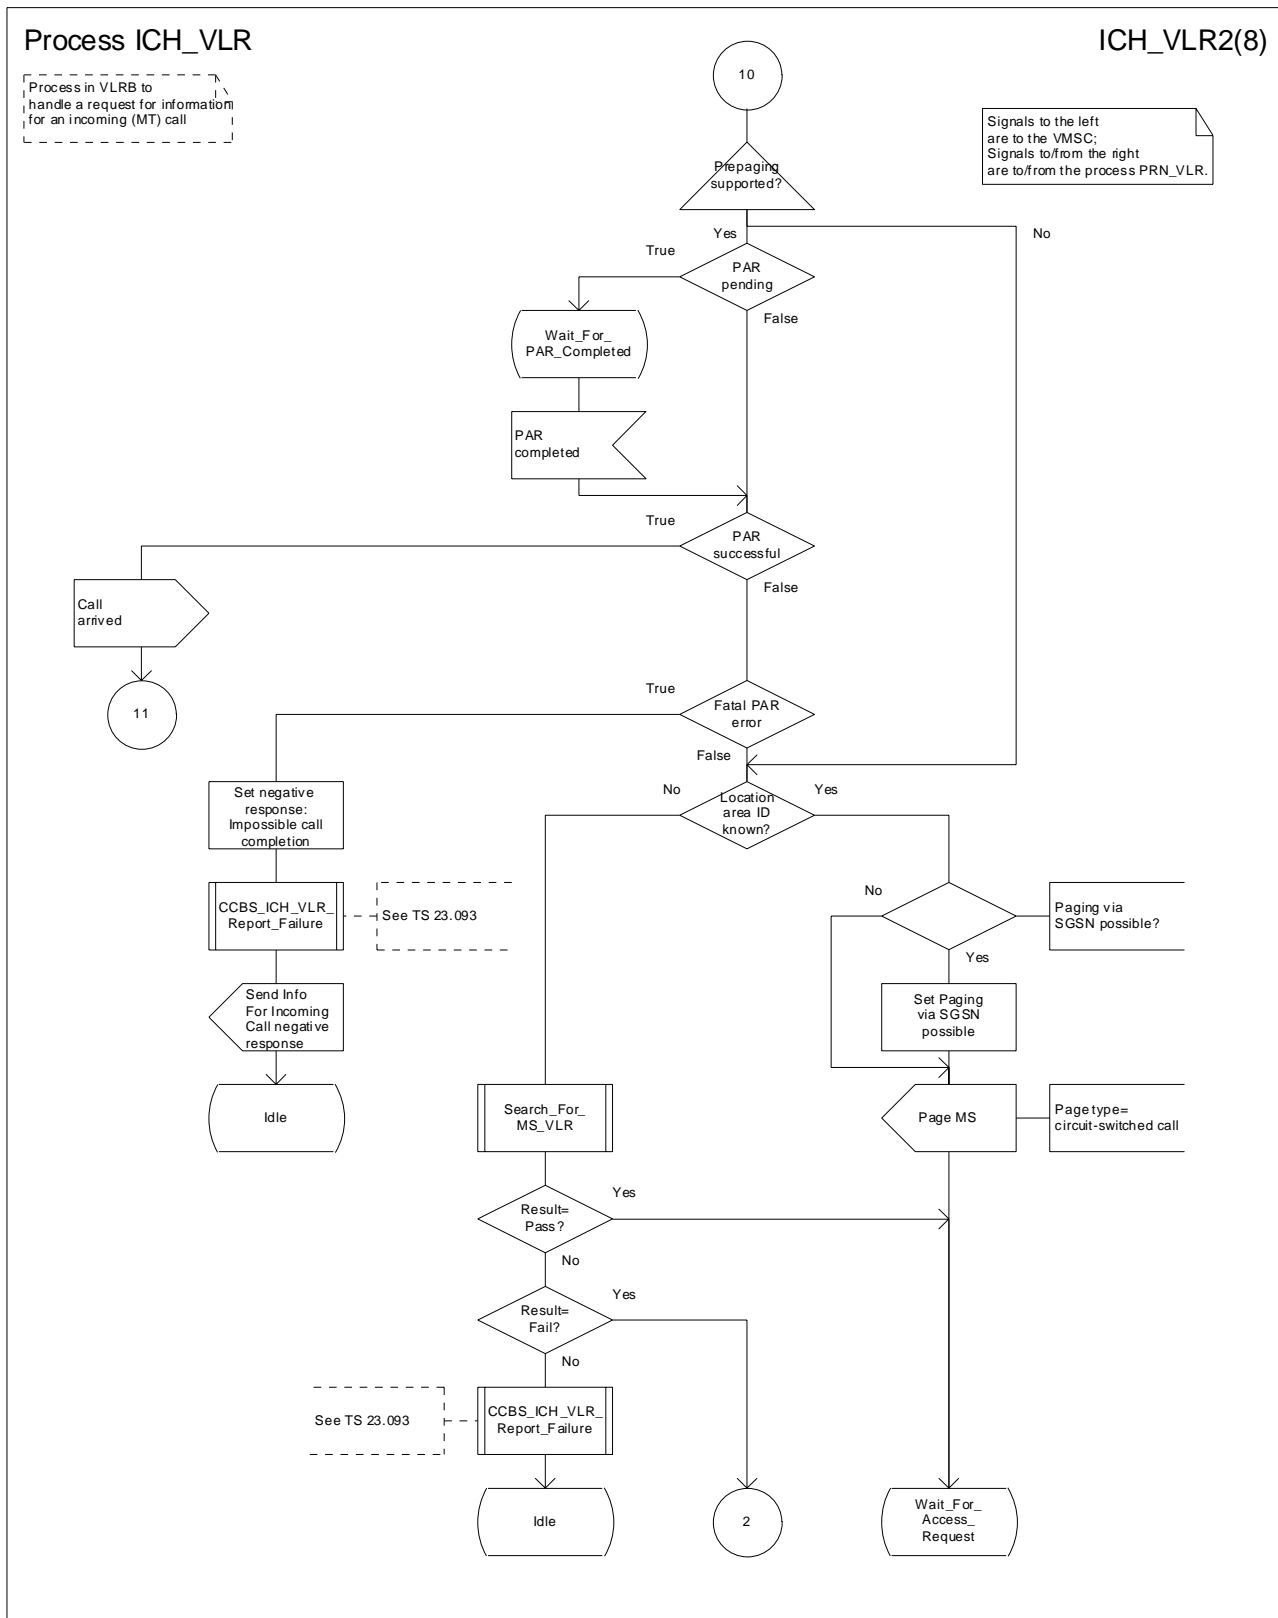 Process ICH_VLR
ICH_VLR2(8)
Process in VLRB to
handle a request for information
for an incoming (MT) call
10
Signals to the left
are to the VMSC;
Signals to/from the right
are to/from the process PRN_VLR.
Prepaging
supported?
Yes
No
True
PAR
pending
False
Wait_For_
PAR_Completed
PAR
completed
True
PAR
successful
False
Call
arrived
11
True
Fatal PAR
error
False
No
Location
area ID
known?
Yes
Set negative
response:
Impossible call
completion
CCBS_ICH_VLR_
Report_Failure
See TS 23.093
No
Paging via
SGSN possible?
Yes
Send Info
For Incoming
Call negative
response
Set Paging
via SGSN
possible
Idle
Search_For_
MS_VLR
Page MS
Page type=
circuit-switched call
Result=
Pass?
Yes
No
Result=
Fail?
Yes
No
See TS 23.093
CCBS_ICH_VLR_
Report_Failure
Idle
2
Wait_For_
Access_
Request